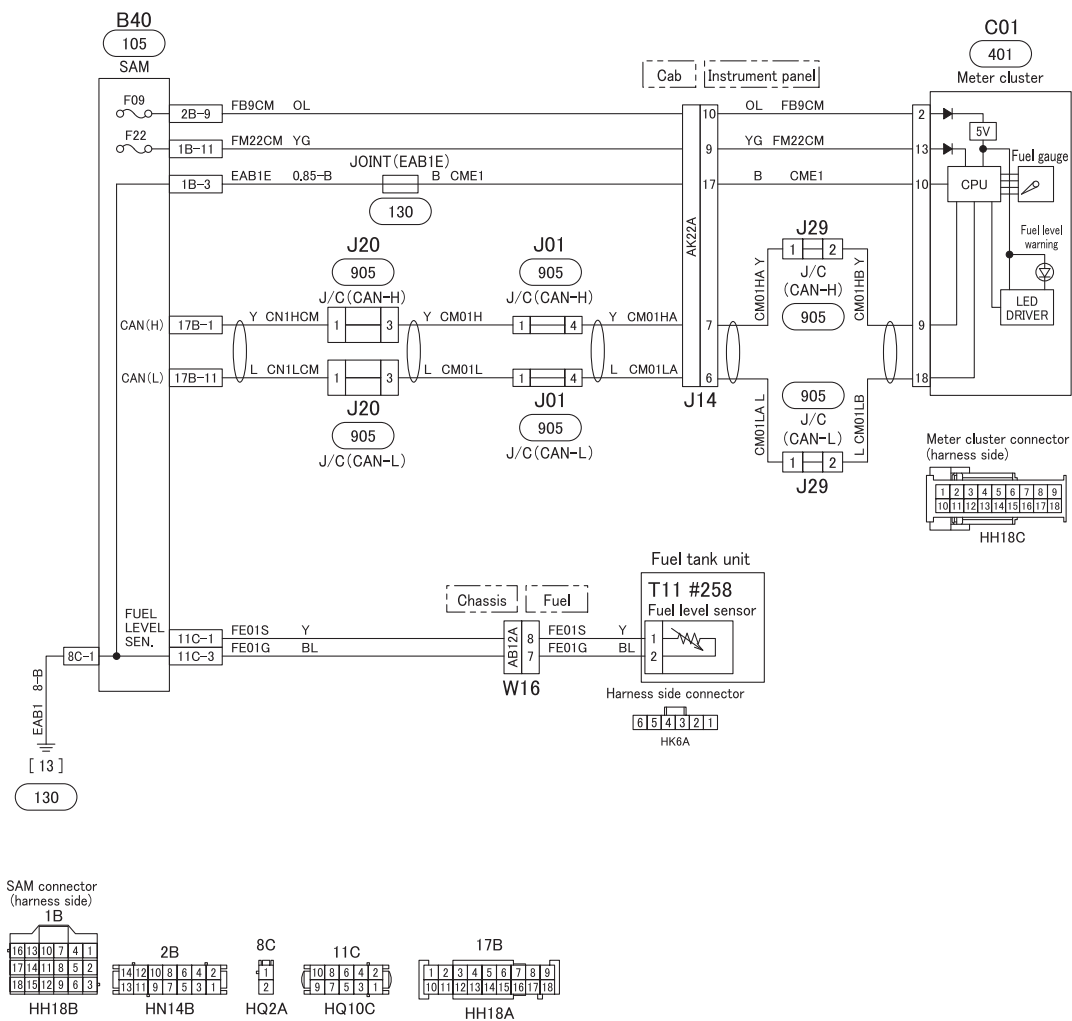 B40
105
SAM
C01
401
Meter cluster
Cab
Instrument panel
F09
2B-9
FB9CM OL
10
OL FB9CM
2
5V
F22
1B-11
FM22CM YG
9
YG FM22CM
13
Fuel gauge
JOINT(EAB1E)
1B-3
EAB1E 0.85-B
B CME1
17
B CME1
10
CPU
130
AK22A
J20
905
J/C(CAN-H)
J01
905
J/C(CAN-H)
J29
1 2
J/C
(CAN-H)
905
CM01HA Y
CM01HB Y
Fuel level
warning
LED
DRIVER
CAN(H)
17B-1
Y CN1HCM
1 3
Y CM01H
1 4
Y CM01HA
7
9
CAN(L)
17B-11
L CN1LCM
1 3
L CM01L
1 4
L CM01LA
6
18
J20
905
J/C(CAN-L)
J01
905
J/C(CAN-L)
J14
905
J/C
(CAN-L)
CM01LA L
L CM01LB
1 2
J29
Meter cluster connector
(harness side)
1 2 3 4 5 6 7 8 9
10 11 12 13 14 15 16 17 18
HH18C
Fuel tank unit
T11 #258
Fuel level sensor
Chassis
Fuel
FUEL
LEVEL
SEN.
11C-1
FE01S Y
8
FE01S Y
1
8C-1
11C-3
FE01G BL
7
FE01G BL
2
AB12A
W16
Harness side connector
6 5 4 3 2 1
HK6A
EAB1 8-B
[ 13 ]
130
SAM connector
(harness side)
1B
16 13 10 7 4 1
17 14 11 8 5 2
18 15 12 9 6 3
HH18B
2B
14 12 10 8 6 4 2
13 11 9 7 5 3 1
HN14B
8C
1
2
HQ2A
11C
10 8 6 4 2
9 7 5 3 1
HQ10C
17B
1 2 3 4 5 6 7 8 9
10 11 12 13 14 15 16 17 18
HH18A